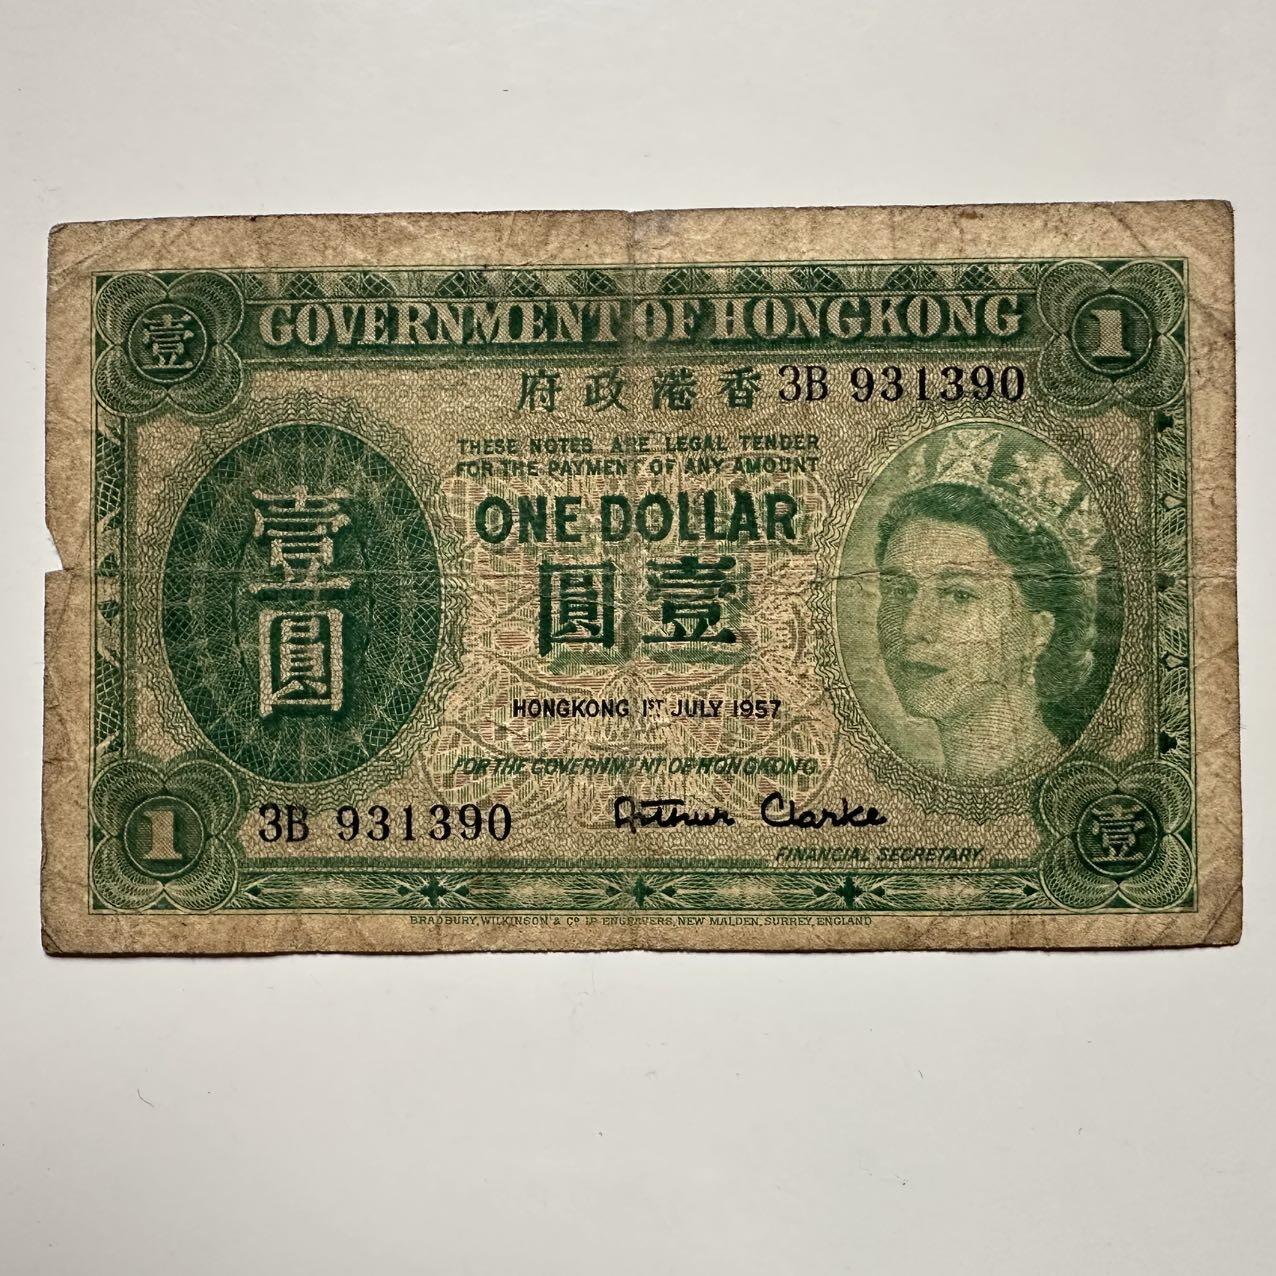 壹
GOVERNMENT OF HONGKONG
1
府政港香
3B 931390
THESE NOTES ARE LEGAL TENDER
FOR THE PAYMENT OF ANY AMOUNT
ONE DOLLAR
圓壹
壹
圓
HONGKONG 1ST JULY 1957
FOR THE GOVERNMENT OF HONGKONG
1
3B 931390
Arthur Clarke
壹
FINANCIAL SECRETARY.
BRADBURY, WILKINSON & Co LD. ENGRAVERS, NEW MALDEN, SURREY, ENGLAND